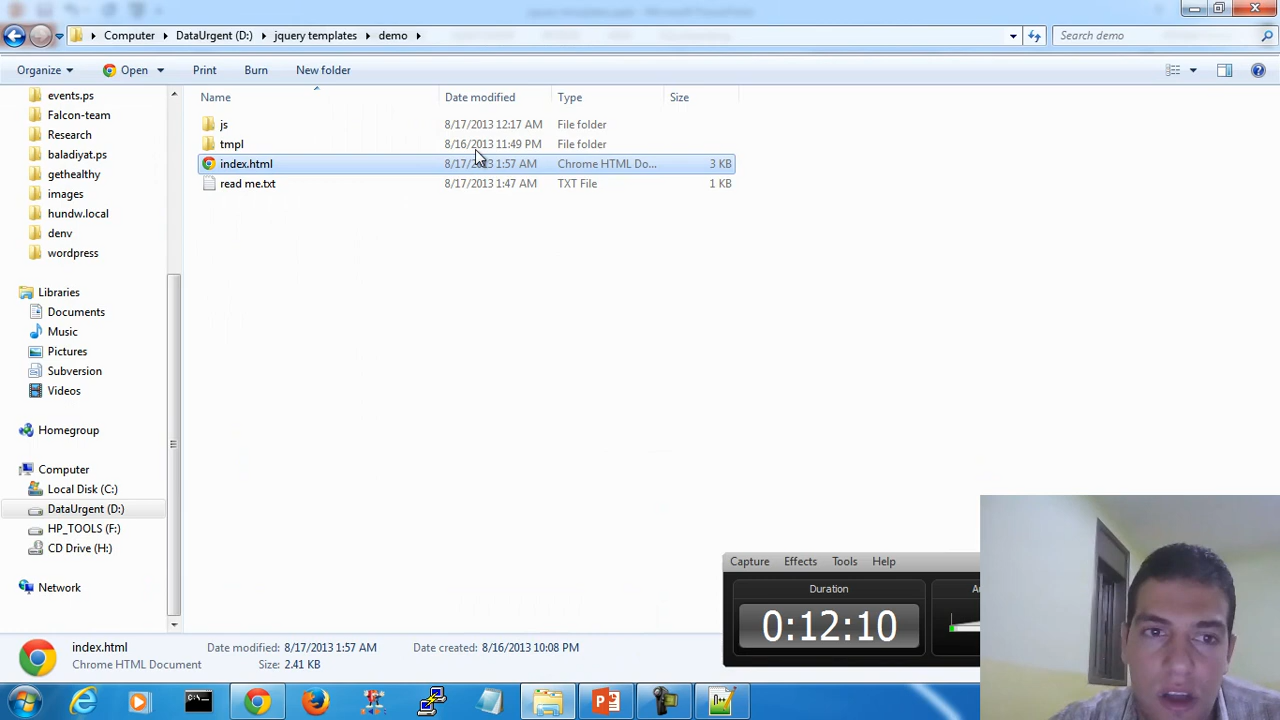 Computer
DataUrgent (D:)
jquery templates
demo
Search demo
Organize
Open
Print
Burn
New folder
Name
Date modified
Type
Size
js
8/17/2013 12:17 AM
File folder
tmpl
8/16/2013 11:49 PM
File folder
index.html
8/17/2013 1:57 AM
Chrome HTML Do...
3 KB
read me.txt
8/17/2013 1:47 AM
TXT File
1 KB
events.ps
Falcon-team
Research
baladiyat.ps
gethealthy
images
hundw.local
denv
wordpress
Libraries
Documents
Music
Pictures
Subversion
Videos
Homegroup
Computer
Local Disk (C:)
DataUrgent (D:)
HP_TOOLS (F:)
CD Drive (H:)
Network
Capture
Effects
Tools
Help
Duration
0:12:10
index.html
Date modified: 8/17/2013 1:57 AM
Date created: 8/16/2013 10:08 PM
Chrome HTML Document
Size: 2.41 KB